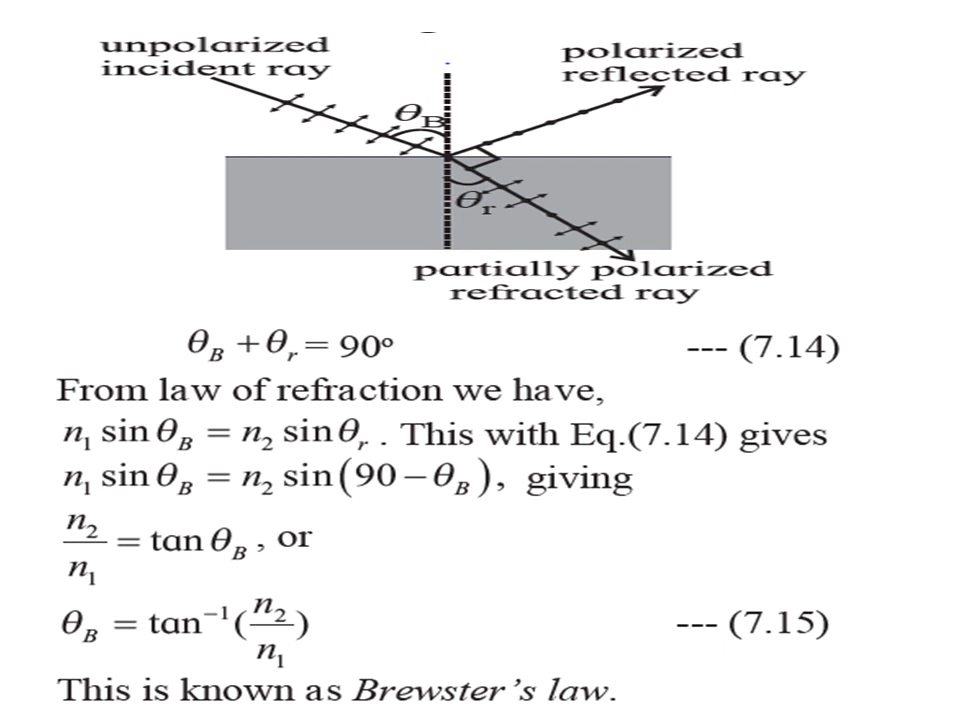 unpolarized
incident ray
polarized
reflected ray
θB
θr
partially polarized
refracted ray
θB + θr = 90° --- (7.14)
From law of refraction we have,
n₁ sin θB = n₂ sin θr . This with Eq.(7.14) gives
n₁ sin θB = n₂ sin(90 – θB), giving
n₂/n₁ = tan θB , or
θB = tan⁻¹(n₂/n₁) --- (7.15)
This is known as Brewster's law.